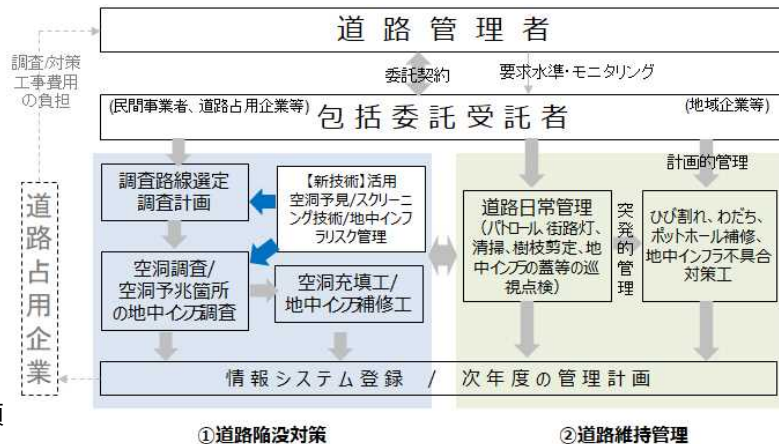 道路管理者
調査/対策
工事費用
の負担
委託契約
要求水準・モニタリング
(民間事業者、道路占用企業等)
(地域企業等)
包括委託受託者
計画的管理
調査路線選定
調査計画
【新技術】活用
空洞予見/スクリーニ
ング技術/地中インフ
ラリスク管理
空洞調査/
空洞予兆箇所
の地中インフラ調査
空洞充填工/
地中インフラ補修工
道路日常管理
(パトロール、街路灯、
清掃、樹枝剪定、地
中インフラの蓋等の巡
視点検)
突発的管理
ひび割れ、わだち、
ポットホール補修、
地中インフラ不具合
対策工
道路占用企業
情報システム登録 / 次年度の管理計画
①道路陥没対策
②道路維持管理